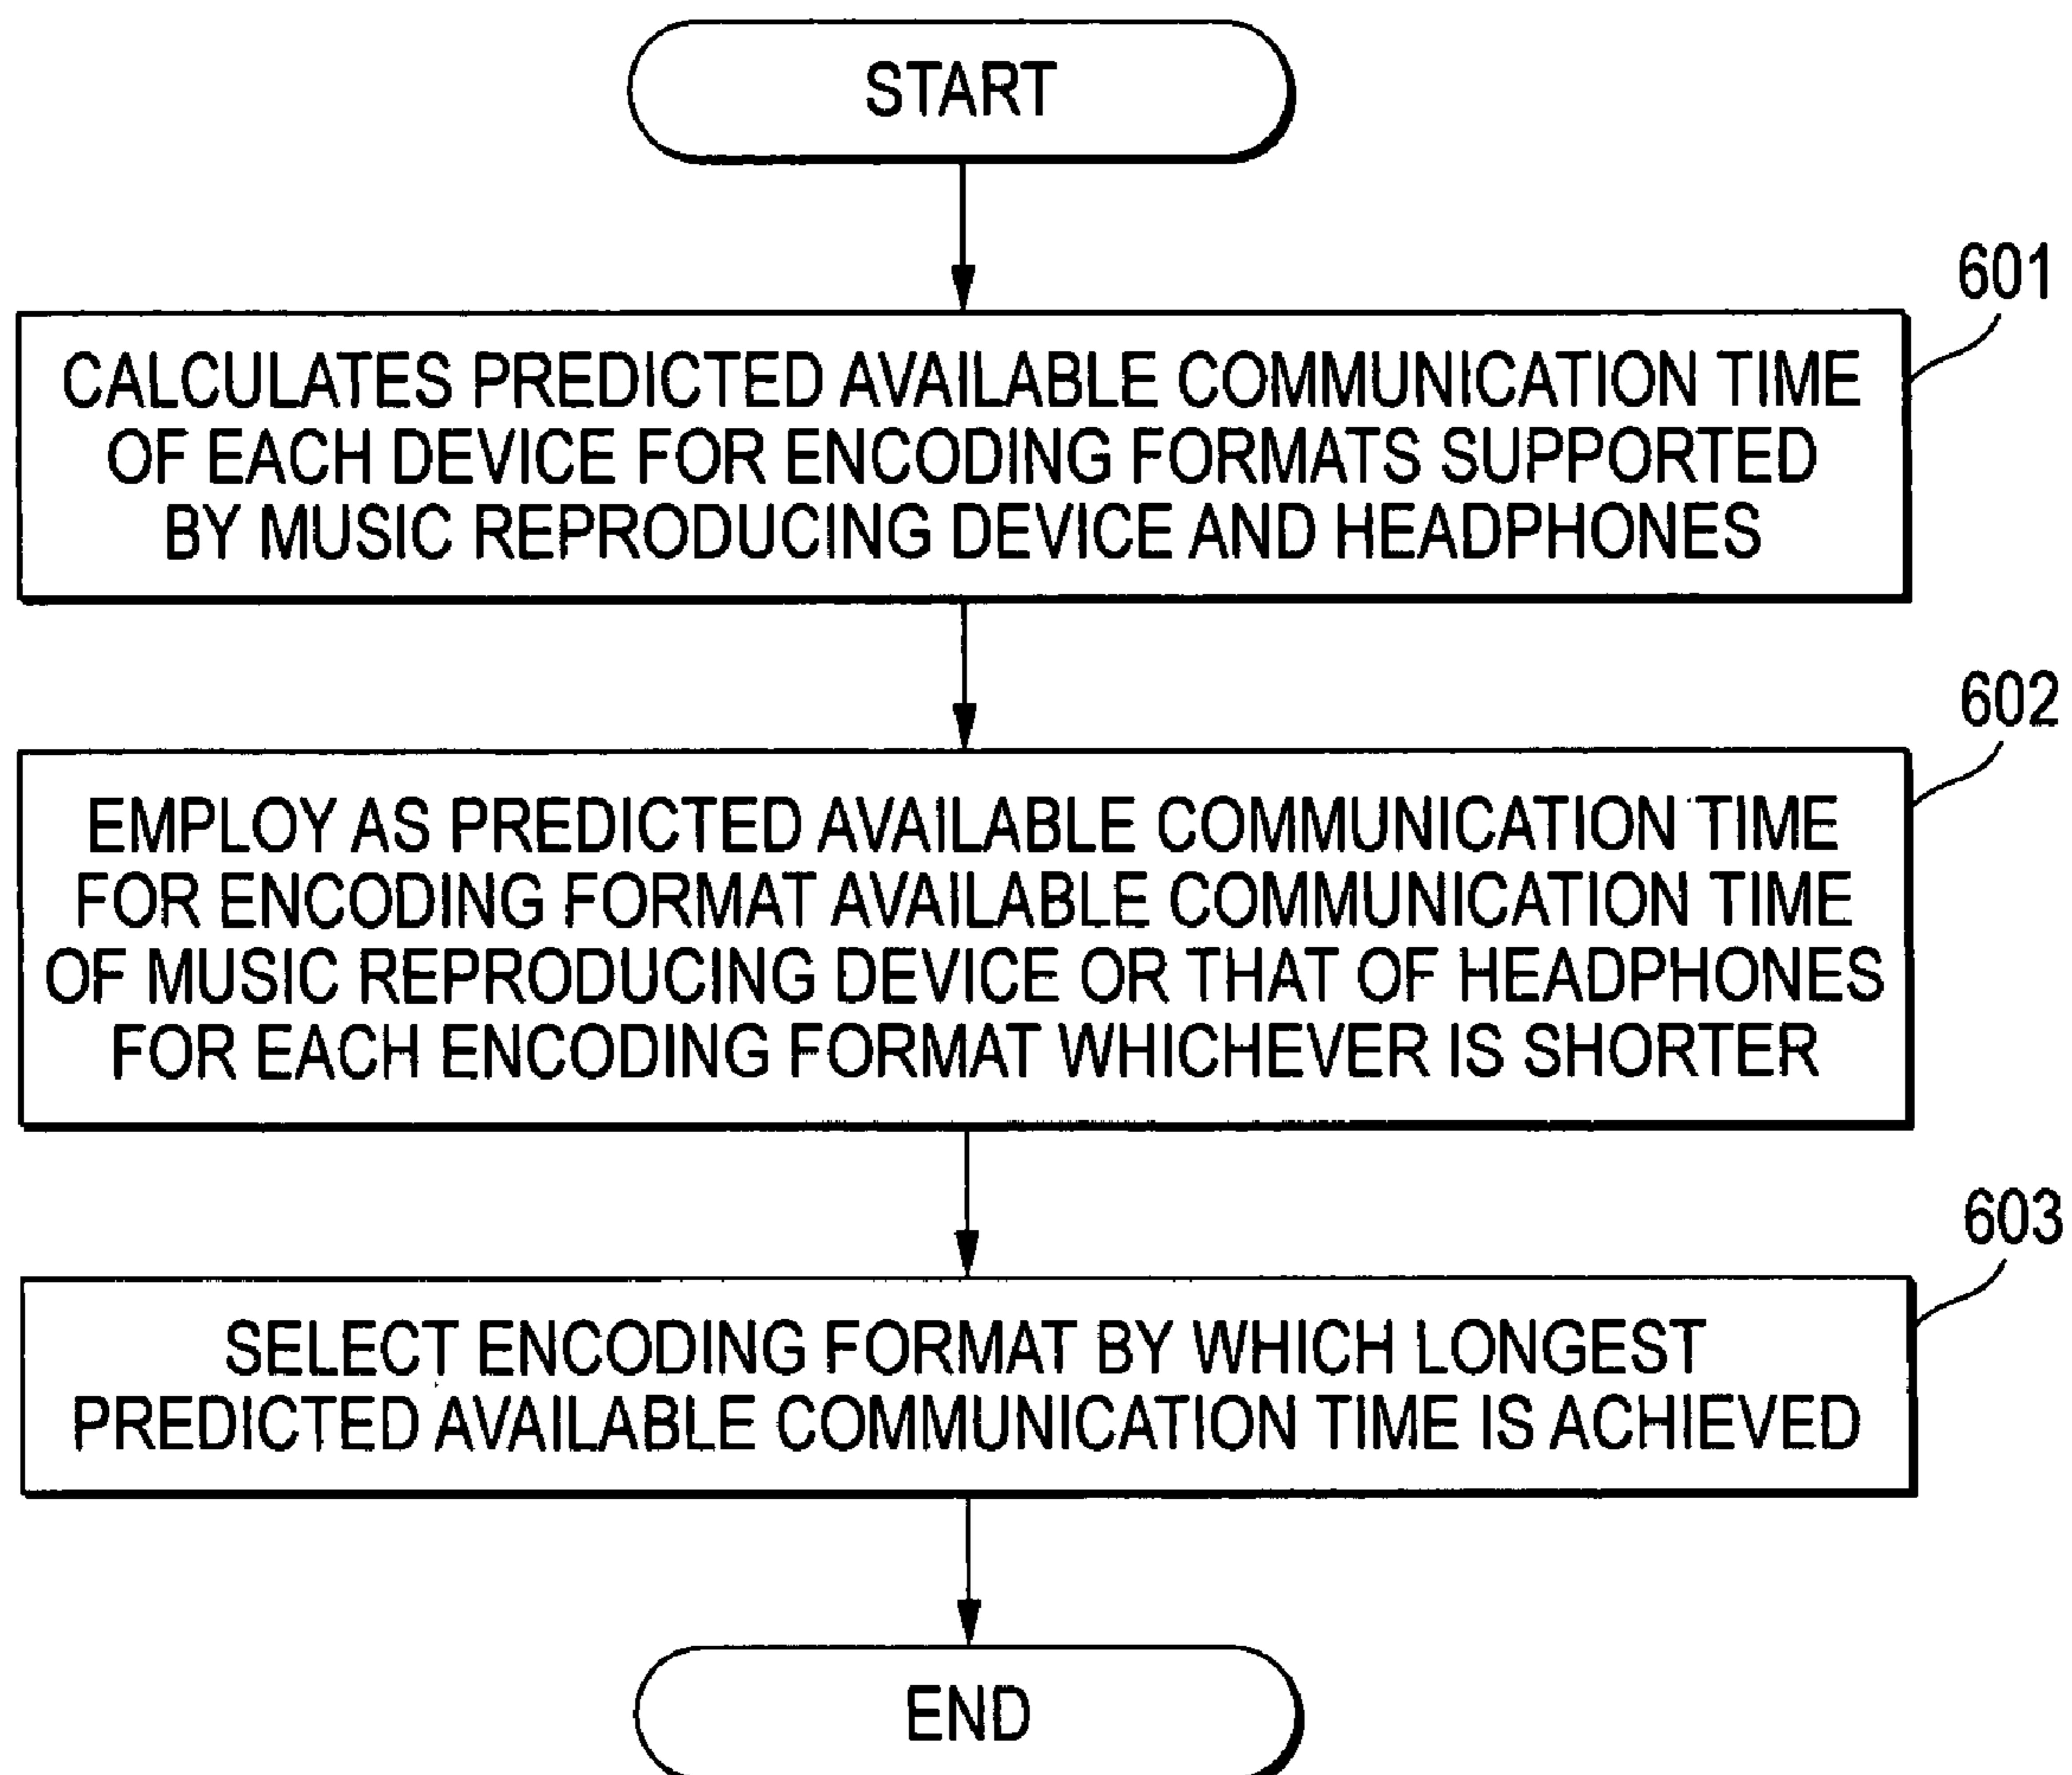 START
601
CALCULATES PREDICTED AVAILABLE COMMUNICATION TIME
OF EACH DEVICE FOR ENCODING FORMATS SUPPORTED
BY MUSIC REPRODUCING DEVICE AND HEADPHONES
602
EMPLOY AS PREDICTED AVAILABLE COMMUNICATION TIME
FOR ENCODING FORMAT AVAILABLE COMMUNICATION TIME
OF MUSIC REPRODUCING DEVICE OR THAT OF HEADPHONES
FOR EACH ENCODING FORMAT WHICHEVER IS SHORTER
603
SELECT ENCODING FORMAT BY WHICH LONGEST
PREDICTED AVAILABLE COMMUNICATION TIME IS ACHIEVED
END